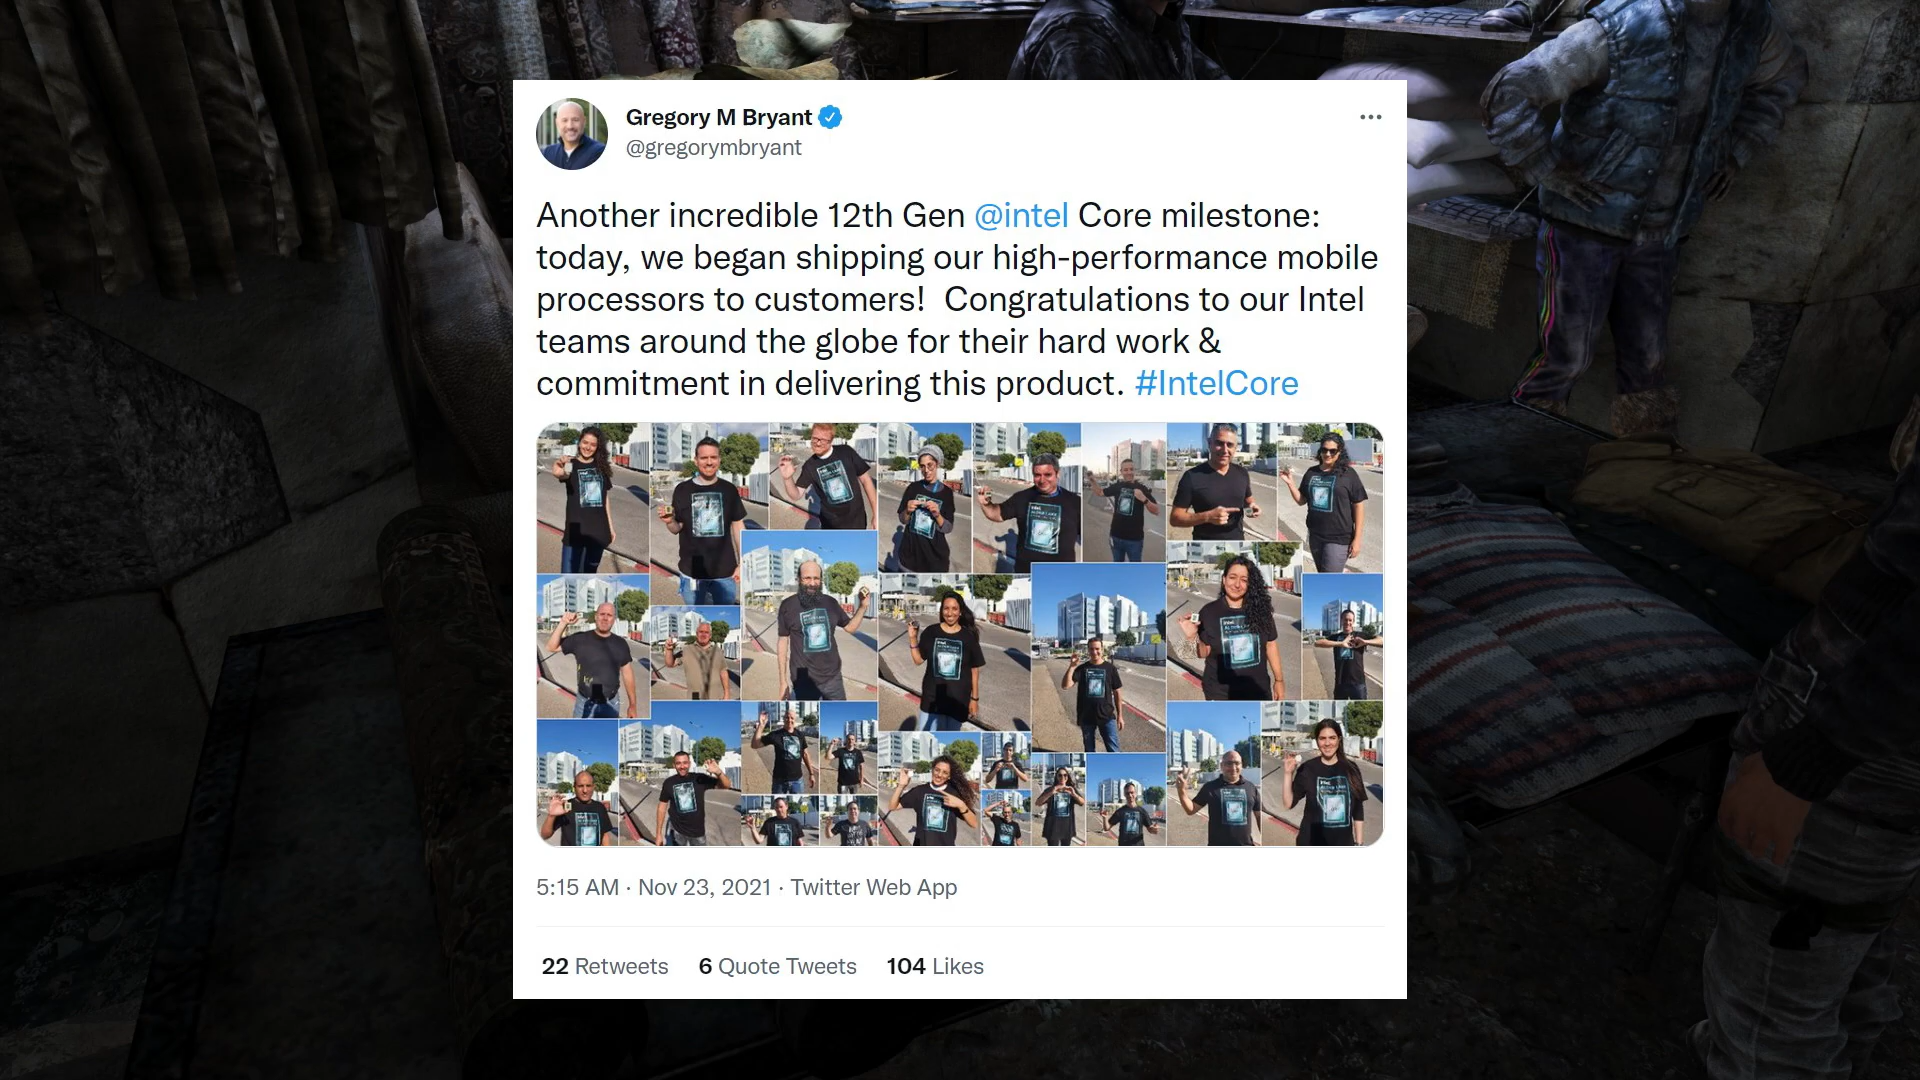 Gregory M Bryant
@gregorymbryant
Another incredible 12th Gen @intel Core milestone:
today, we began shipping our high-performance mobile
processors to customers!  Congratulations to our Intel
teams around the globe for their hard work &
commitment in delivering this product. #IntelCore
5:15 AM · Nov 23, 2021 · Twitter Web App
22 Retweets 6 Quote Tweets 104 Likes